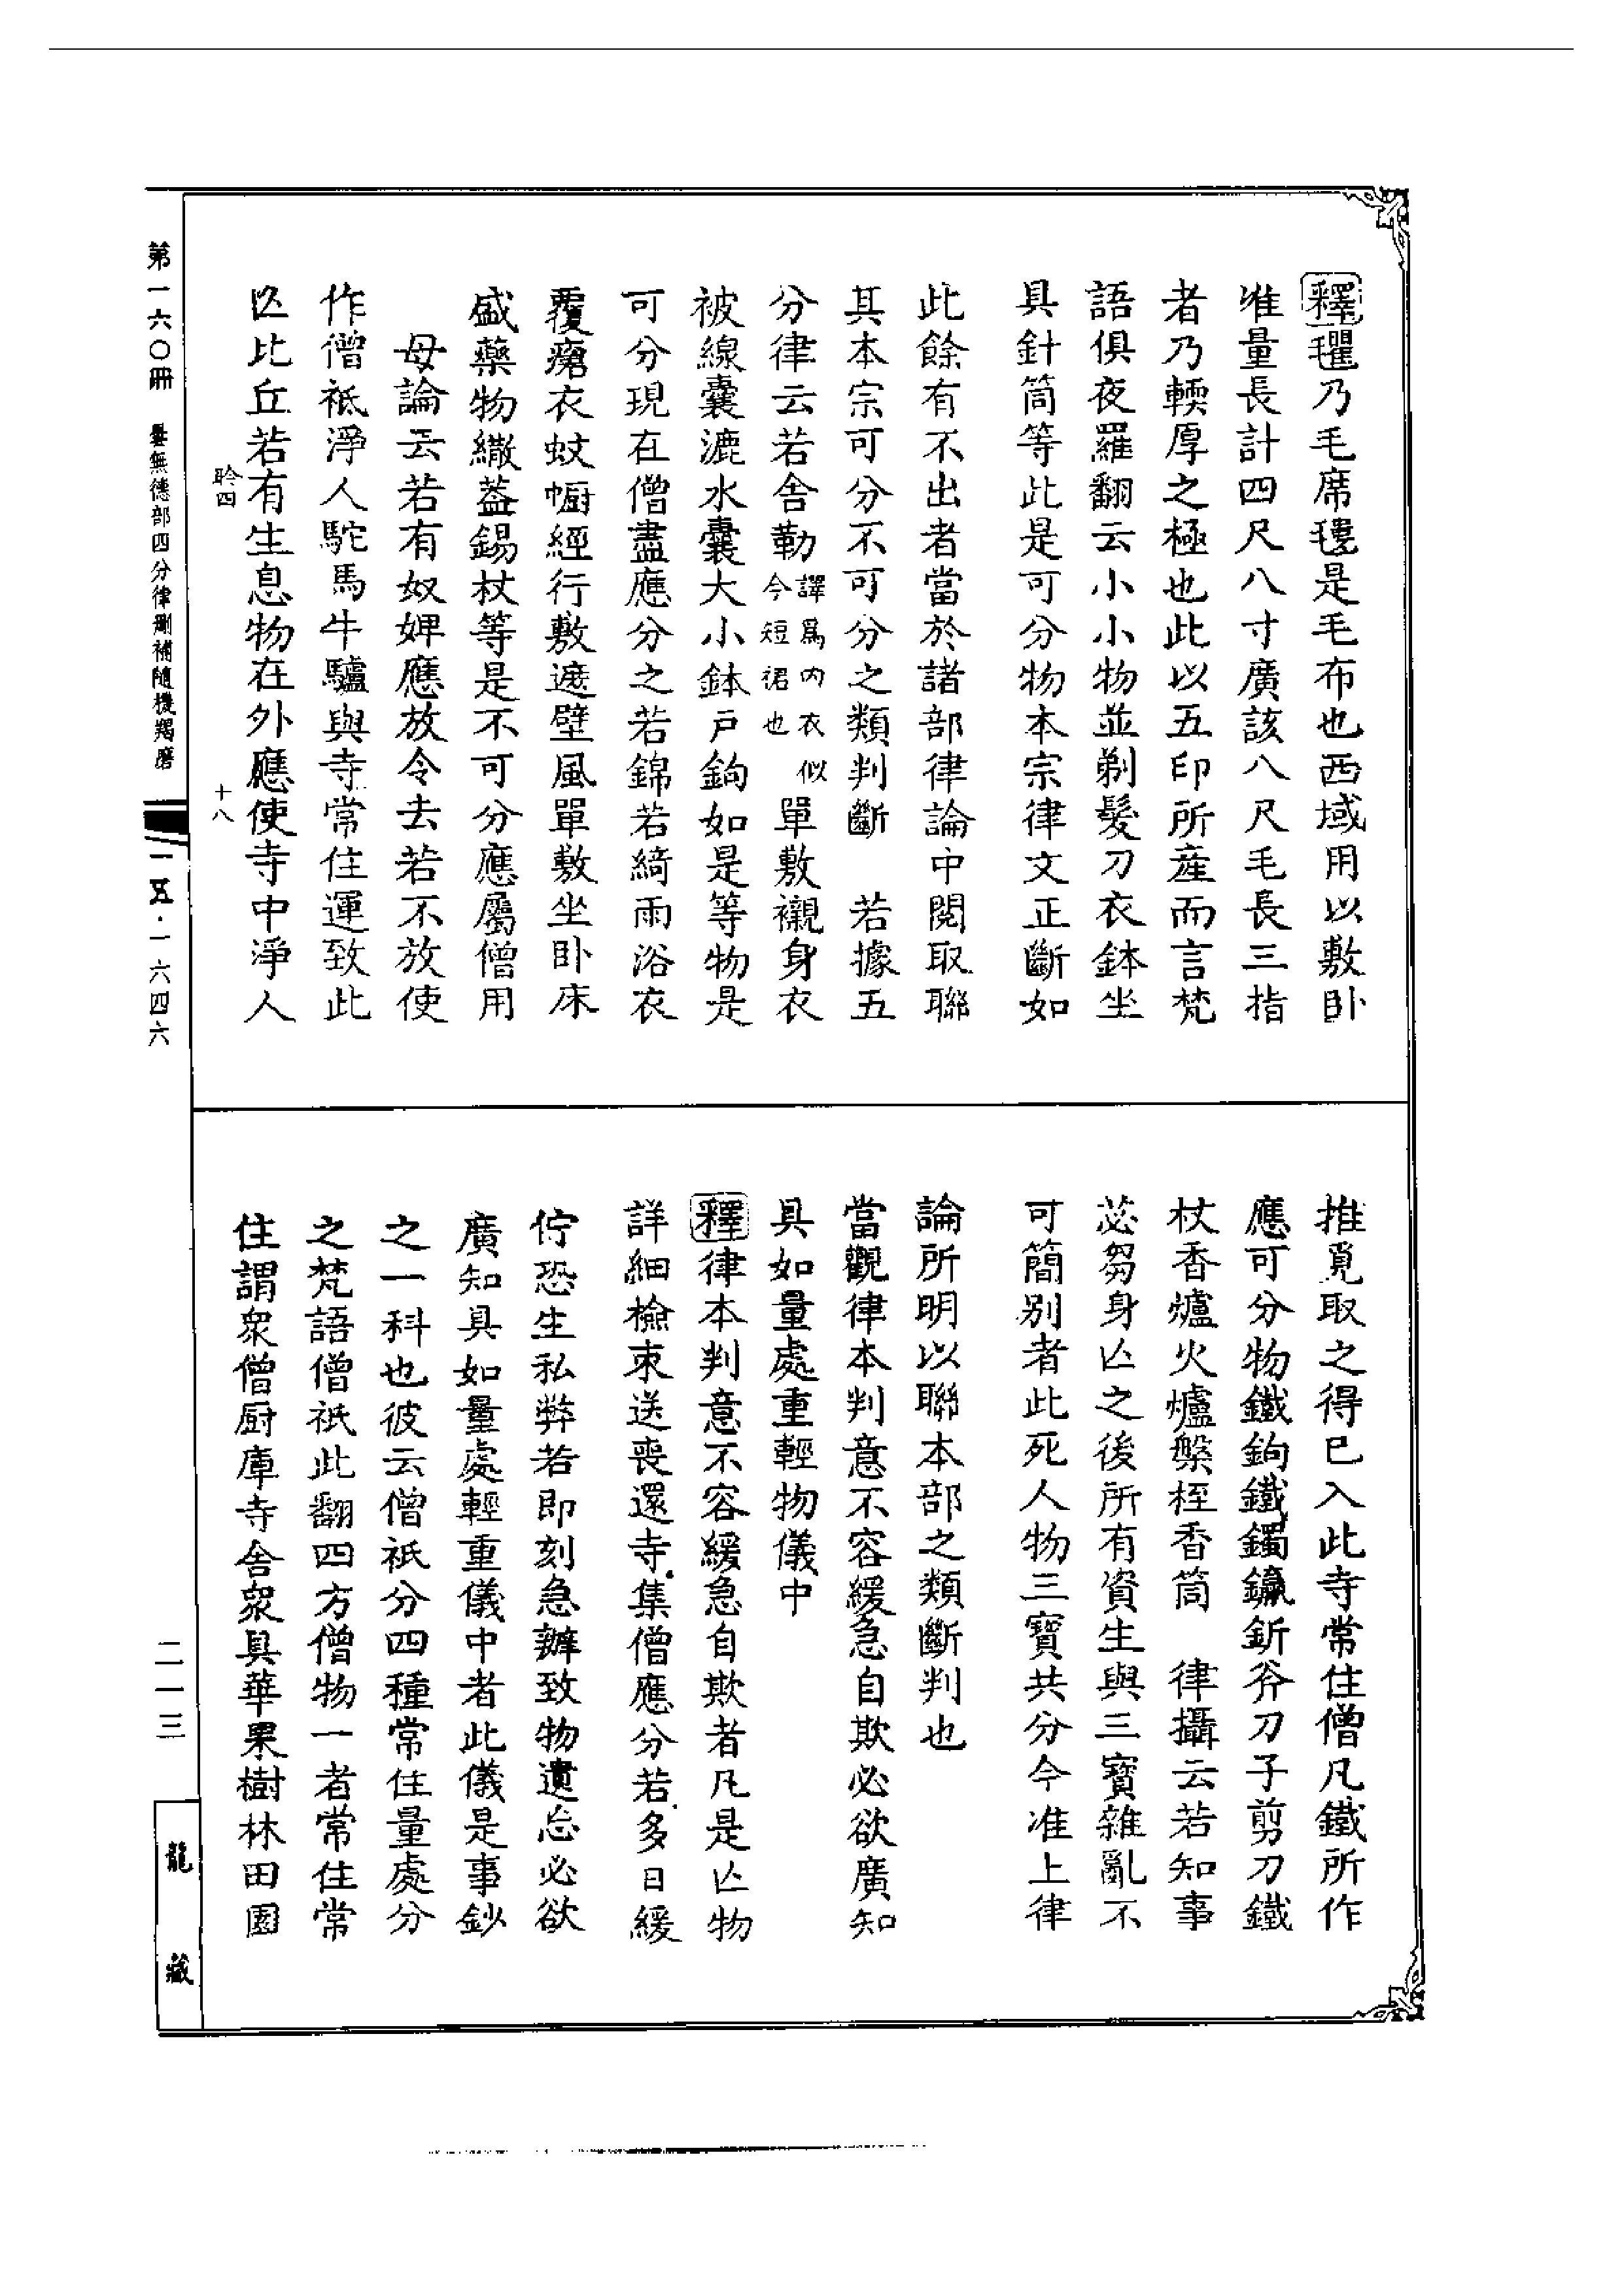 釋氍乃毛席氀是毛布也西域用以敷卧
准量長計四尺八寸廣該八尺毛長三指
者乃輭厚之極也此以五印所產而言梵
語俱夜羅翻云小小物並剃髮刀衣鉢坐
具針筒等此是可分物本宗律文正斷如
此餘有不出者當於諸部律論中閱取聯
其本宗可分不可分之類判斷　若據五
分律云若舍勒譯爲內衣似今短裙也單敷襯身衣
被線囊漉水囊大小鉢戶鉤如是等物是
可分現在僧盡應分之若錦若綺雨浴衣
覆瘡衣蚊幮經行敷遮壁風單敷坐卧床
盛藥物繖蓋錫杖等是不可分應屬僧用
母論云若有奴婢應放令去若不放使
作僧祇淨人駝馬牛驢與寺常住運致此
亾比丘若有生息物在外應使寺中淨人
推覓取之得已入此寺常住僧凡鐵所作
應可分物鐵鉤鐵鐲鑷釿斧刀子剪刀鐵
杖香爐火爐槃桎香筒　律攝云若知事
苾芻身亾之後所有資生與三寶雜亂不
可簡別者此死人物三寶共分今准上律
論所明以聯本部之類斷判也
當觀律本判意不容緩急自欺必欲廣知
具如量處重輕物儀中
釋律本判意不容緩急自欺者凡是亾物
詳細檢束送喪還寺集僧應分若多日緩
佇恐生私弊若即刻急辦致物遺忘必欲
廣知具如量處輕重儀中者此儀是事鈔
之一科也彼云僧祇分四種常住量處分
之梵語僧祇此翻四方僧物一者常住常
住謂衆僧厨庫寺舍衆具華果樹林田園
聆四
十八
第一六〇冊　曇無德部四分律刪補隨機羯磨
一五・一六四六
二一三
龍藏